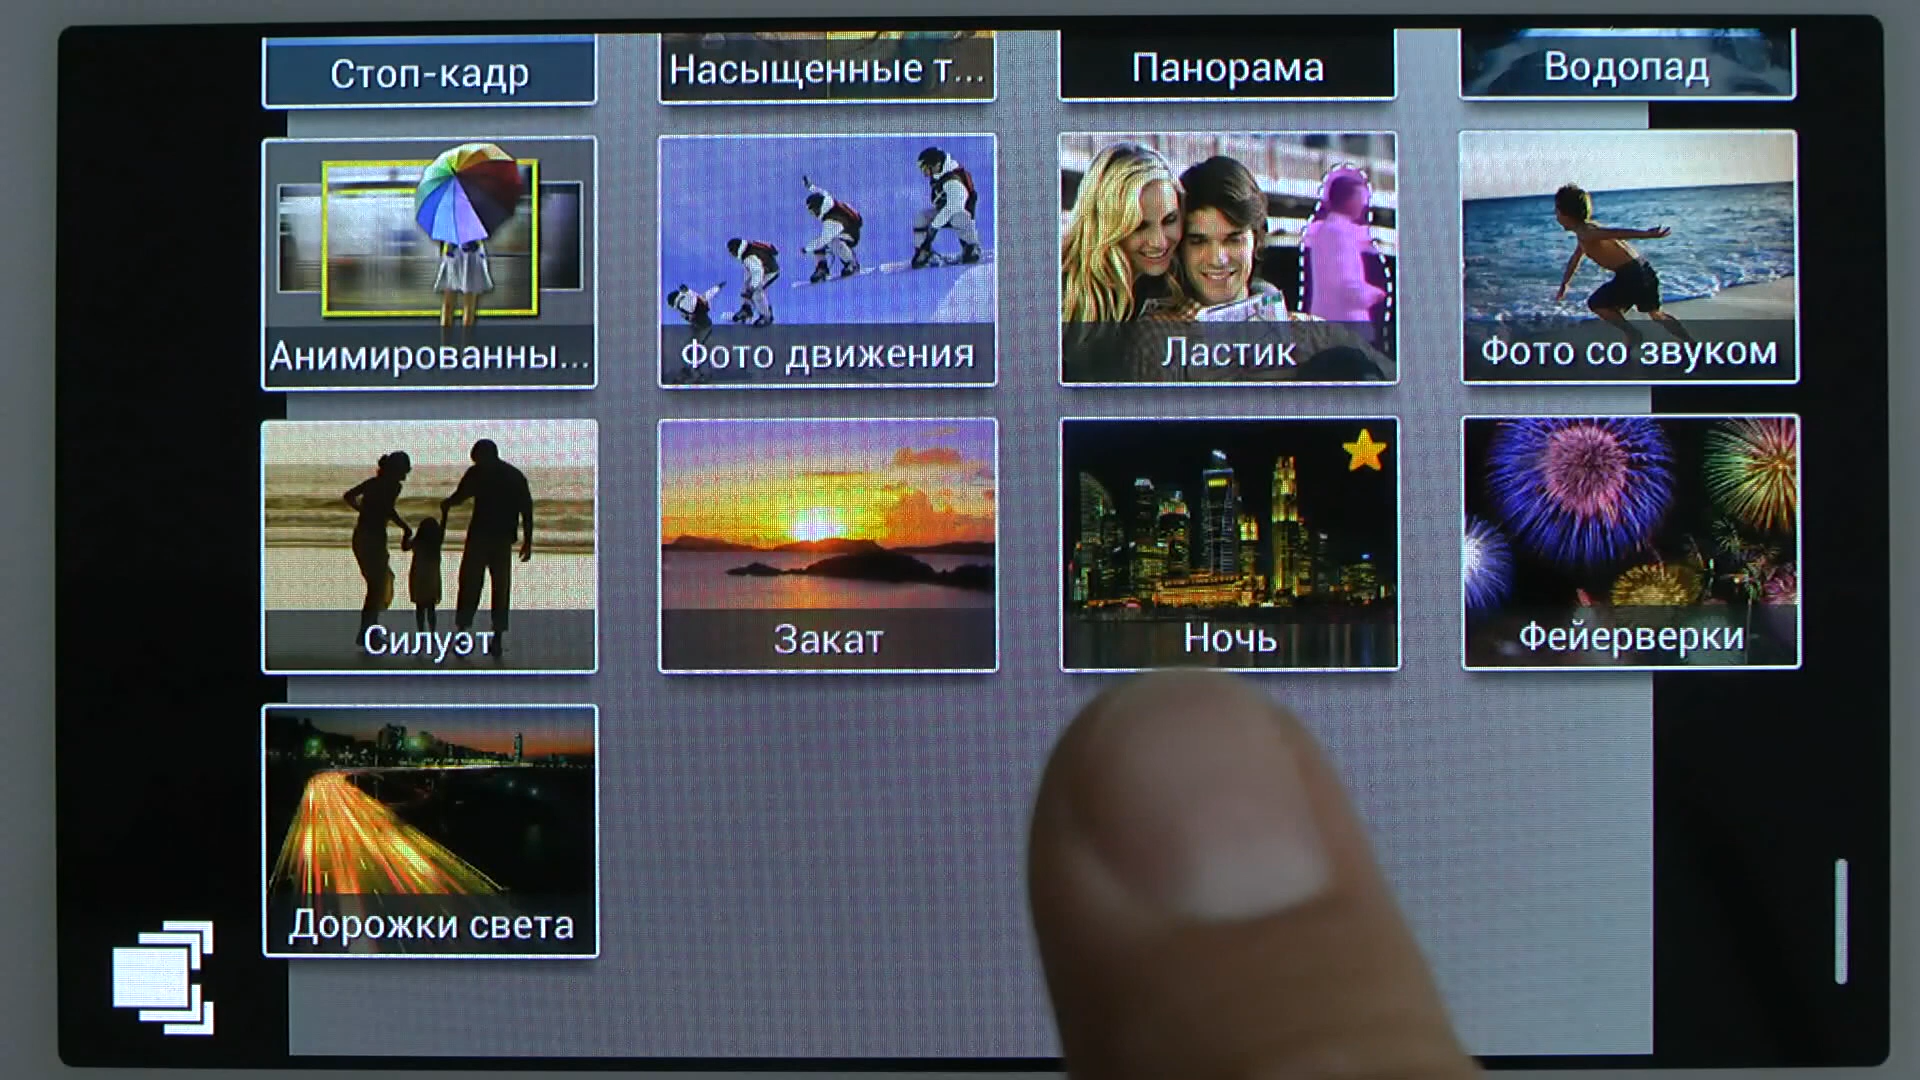 Стоп-кадр
Насыщенные т...
Панорама
Водопад
Анимированны...
Фото движения
Ластик
Фото со звуком
Силуэт
Закат
Ночь
Фейерверки
Дорожки света